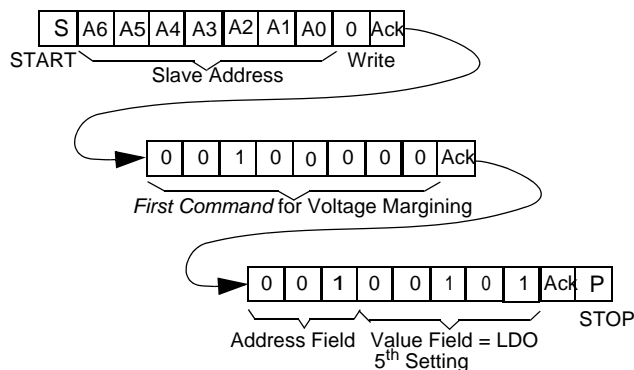 S A6 A5 A4 A3 A2 A1 A0 0 Ack
START Slave Address Write
0 0 1 0 0 0 0 0 Ack
First Command for Voltage Margining
0 0 1 0 0 1 0 1 Ack P
STOP
Address Field Value Field = LDO
5th Setting